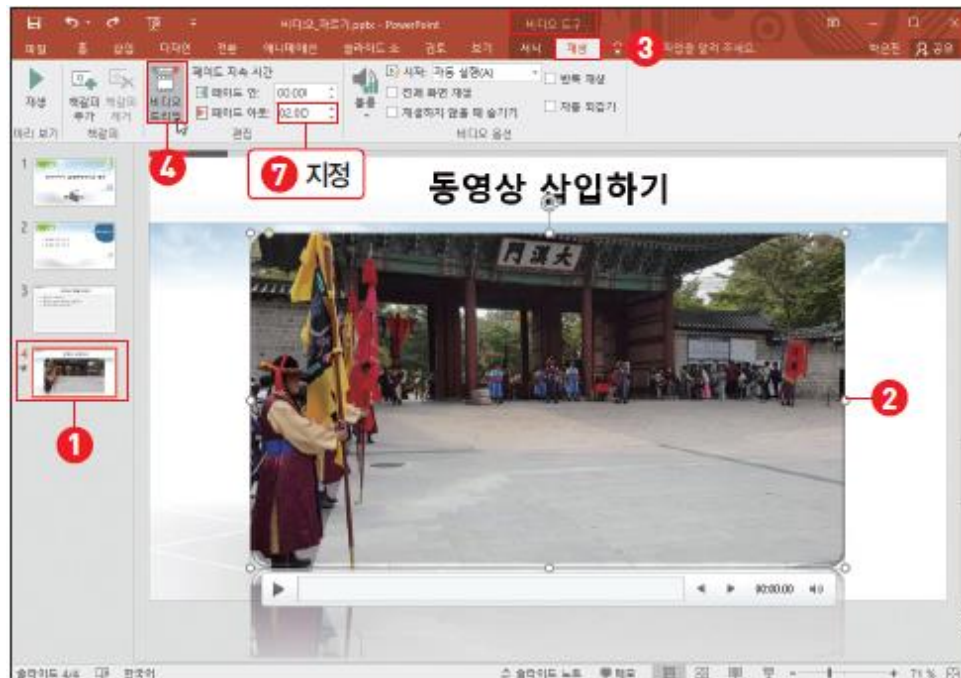 비디오_자르기.pptx - PowerPoint
비디오 도구
파일 홈 삽입 디자인 전환 애니메이션 슬라이드 쇼 검토 보기 서식 재생
3
박은진 공유
재생
책갈피 추가
책갈피 제거
비디오 트리밍
페이드 지속 시간
페이드 인: 00.00
페이드 아웃: 02.00
볼륨
시작: 자동 실행(A)
전체 화면 재생
재생하지 않을 때 숨기기
반복 재생
자동 되감기
미리 보기 책갈피 편집 비디오 옵션
4
7 지정
1
2
3
4
1
동영상 삽입하기
門漢大
2
00:00.00
슬라이드 4/4 한국어 슬라이드 노트 메모 71 %